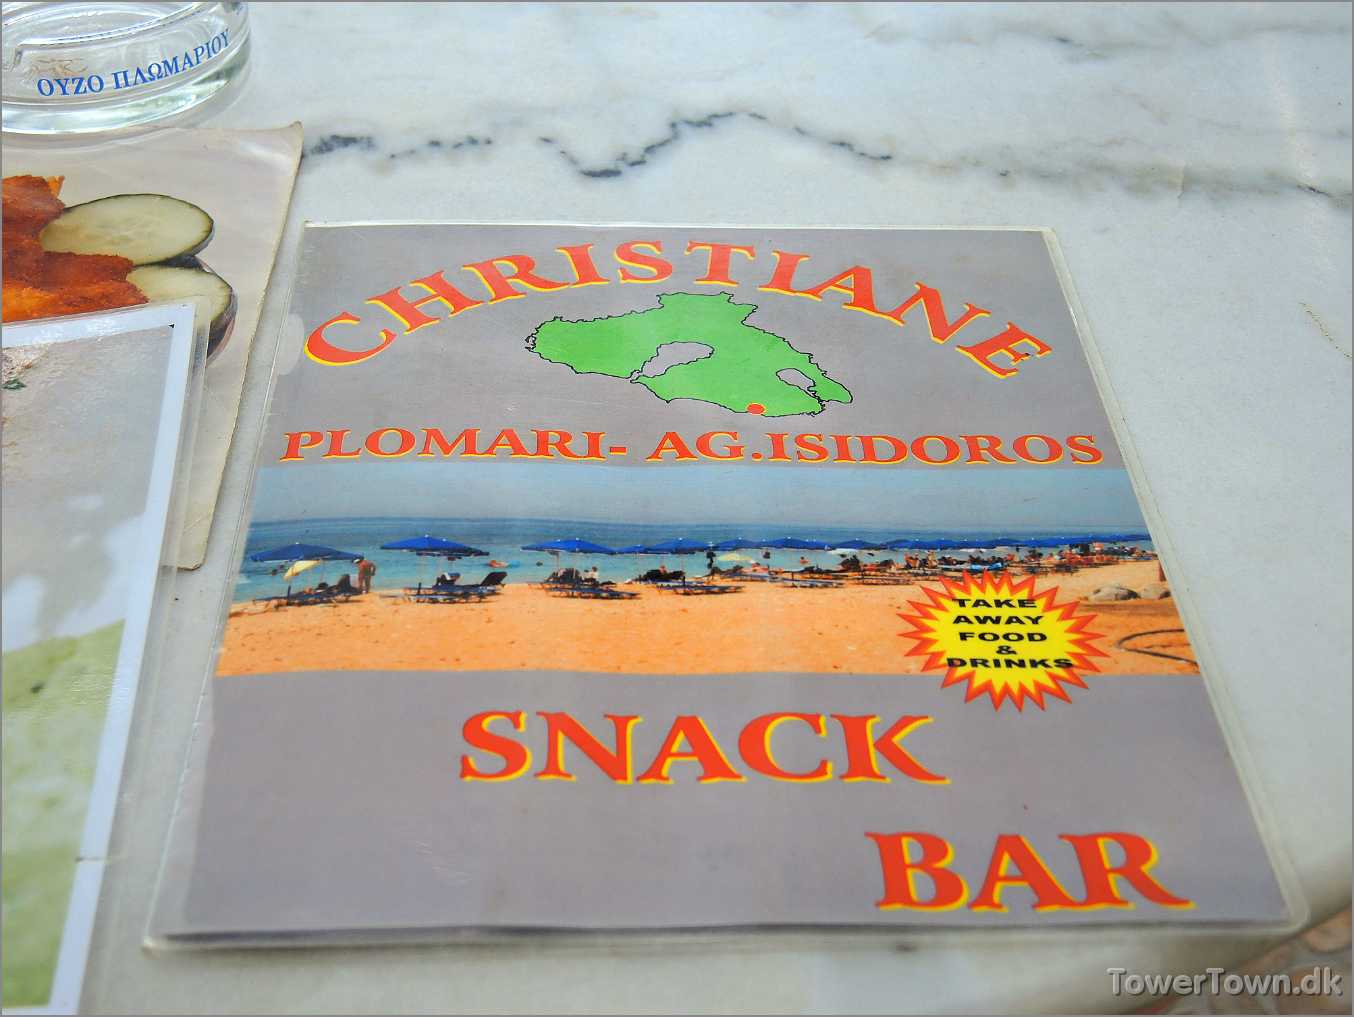 ΟΥΖΟ ΠΛΩΜΑΡΙΟΥ
CHRISTIANE
PLOMARI- AG.ISIDOROS
TAKE
AWAY
FOOD
&
DRINKS
SNACK
BAR
TowerTown.dk